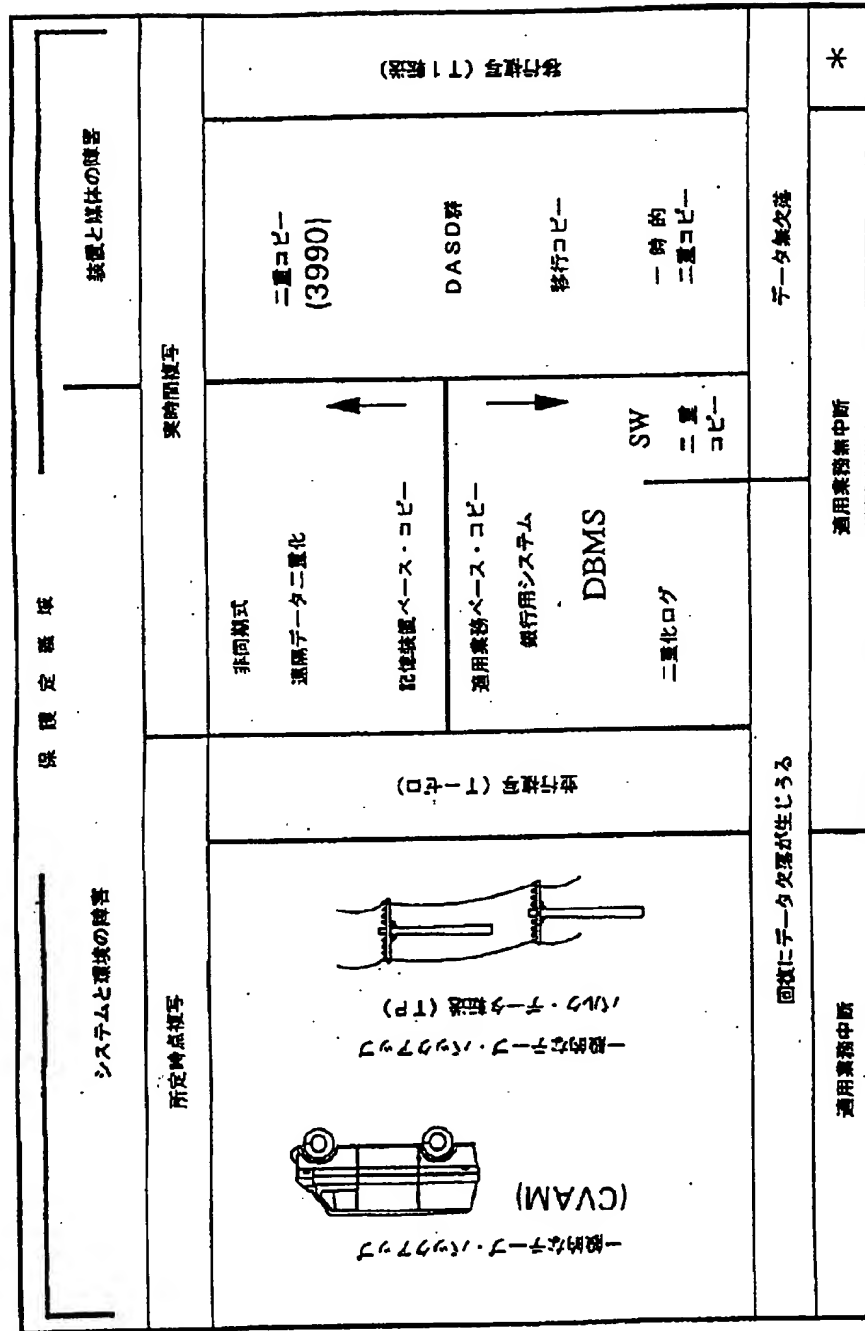 保護定義域
システムと環境の障害
装置と媒体の障害
所定時点複写
実時間複写
一般的なテープ・バックアップ
(CVAM)
一般的なテープ・バックアップ
バルク・データ転送(TP)
並行複写(T-ゼロ)
非同期式
遠隔データ二重化
記憶装置ベース・コピー
適用業務ベース・コピー
銀行用システム
DBMS
二重化ログ
SW
二重
コピー
二重コピー
(3990)
DASD群
移行コピー
一時的
二重コピー
移行複写(T1転送)
回復にデータ欠落が生じうる
データ無欠落
適用業務中断
適用業務無中断
*